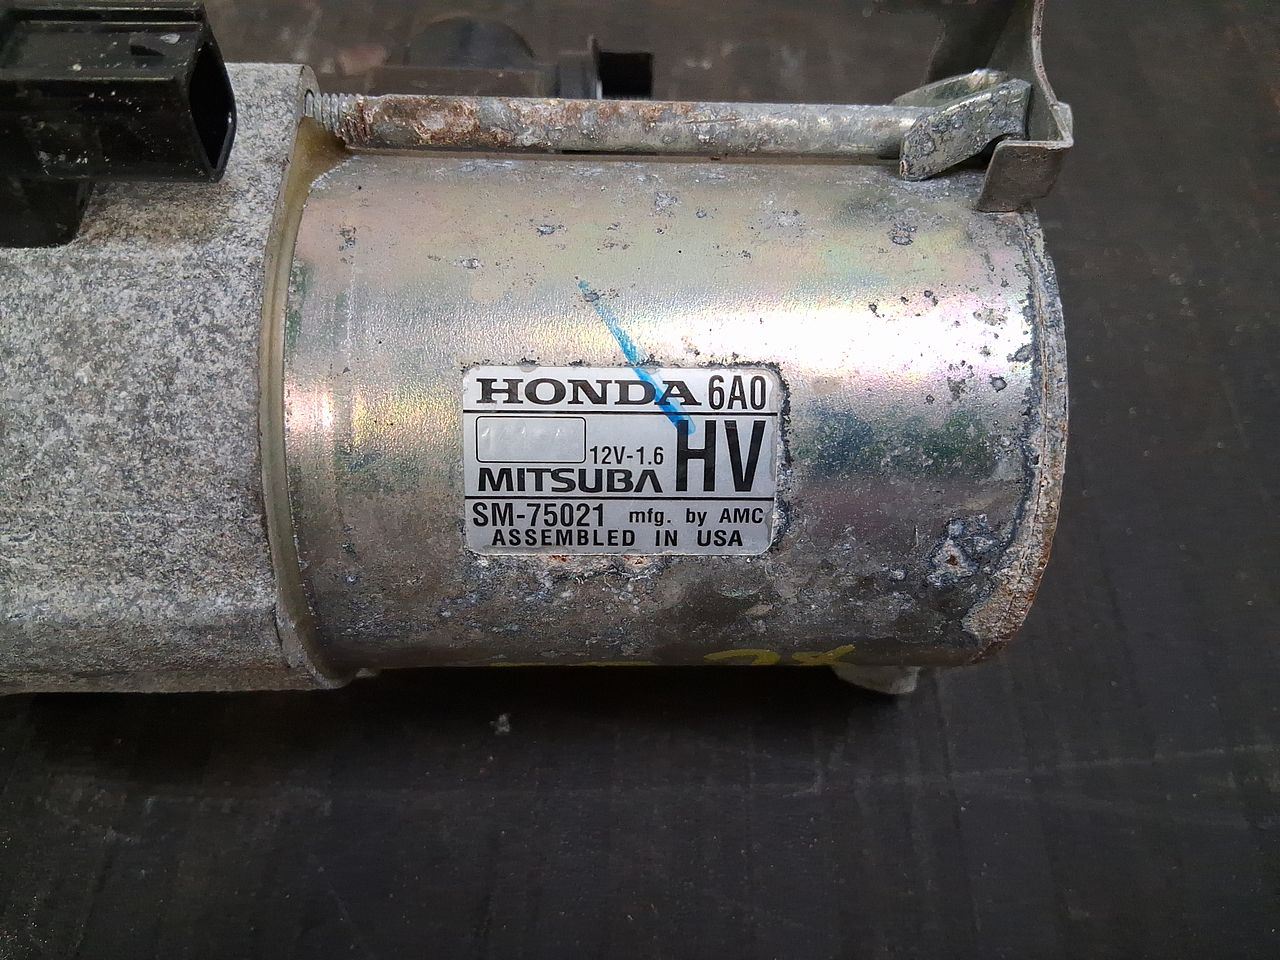 HONDA 6A0
12V-1.6 HV
MITSUBA
SM-75021 mfg. by AMC
ASSEMBLED IN USA